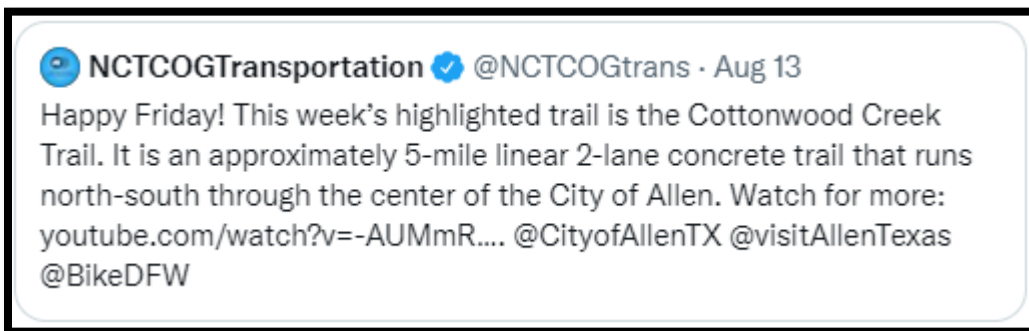 NCTCOGTransportation @NCTCOGtrans · Aug 13
Happy Friday! This week’s highlighted trail is the Cottonwood Creek
Trail. It is an approximately 5-mile linear 2-lane concrete trail that runs
north-south through the center of the City of Allen. Watch for more:
youtube.com/watch?v=-AUMmR…. @CityofAllenTX @visitAllenTexas
@BikeDFW